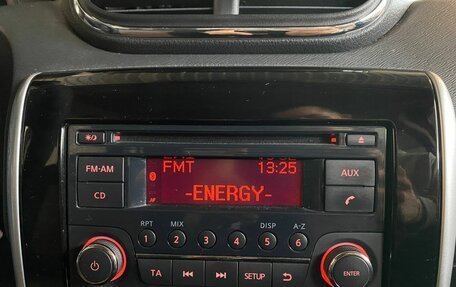 FM·AM
CD
FMT 13:25
-ENERGY-
AF
AUX
RPT MIX DISP A·Z
1 2 3 4 5 6
TA SETUP
ENTER